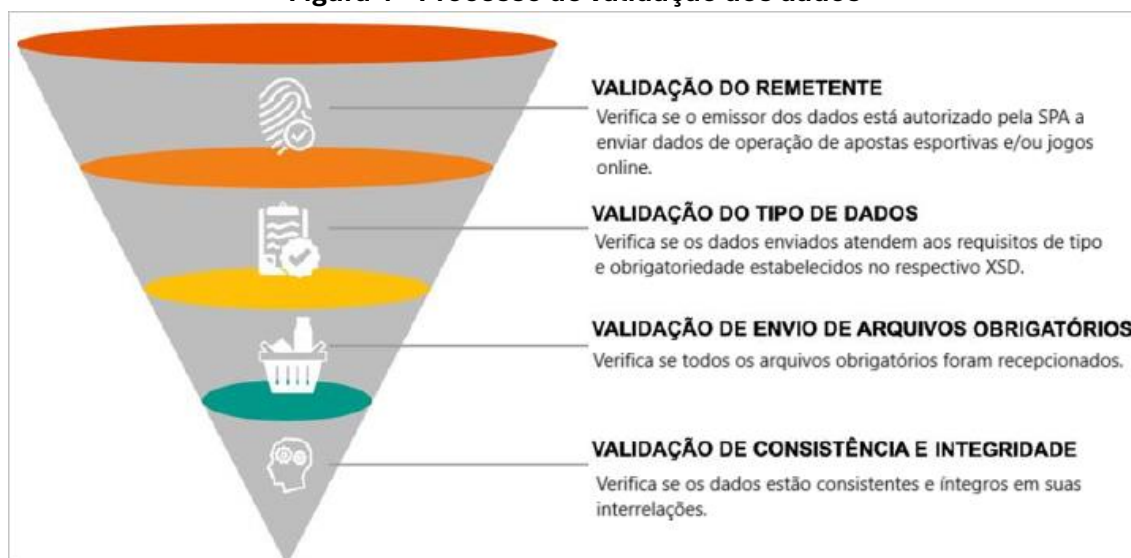 VALIDAÇÃO DO REMETENTE
Verifica se o emissor dos dados está autorizado pela SPA a
enviar dados de operação de apostas esportivas e/ou jogos
online.
VALIDAÇÃO DO TIPO DE DADOS
Verifica se os dados enviados atendem aos requisitos de tipo
e obrigatoriedade estabelecidos no respectivo XSD.
VALIDAÇÃO DE ENVIO DE ARQUIVOS OBRIGATÓRIOS
Verifica se todos os arquivos obrigatórios foram recepcionados.
VALIDAÇÃO DE CONSISTÊNCIA E INTEGRIDADE
Verifica se os dados estão consistentes e íntegros em suas
interrelações.